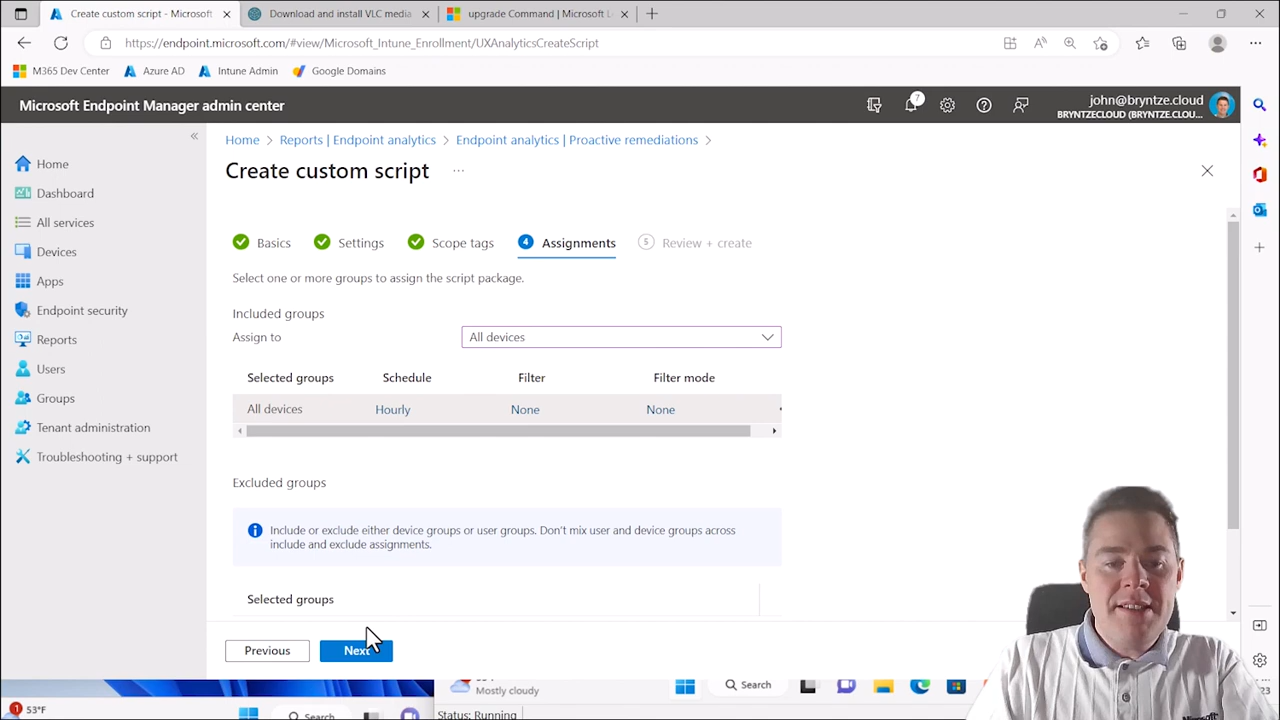 Create custom script - Microsoft
Download and install VLC media
upgrade Command | Microsoft L
https://endpoint.microsoft.com/#view/Microsoft_Intune_Enrollment/UXAnalyticsCreateScript
M365 Dev Center
Azure AD
Intune Admin
Google Domains
Microsoft Endpoint Manager admin center
7
john@bryntze.cloud
BRYNTZECLOUD (BRYNTZE.CLOU...
Home > Reports | Endpoint analytics > Endpoint analytics | Proactive remediations >
Create custom script ...
Home
Dashboard
All services
Devices
Apps
Endpoint security
Reports
Users
Groups
Tenant administration
Troubleshooting + support
Basics
Settings
Scope tags
4 Assignments
5 Review + create
Select one or more groups to assign the script package.
Included groups
Assign to
All devices
Selected groups Schedule Filter Filter mode
All devices Hourly None None
Excluded groups
Include or exclude either device groups or user groups. Don't mix user and device groups across
include and exclude assignments.
Selected groups
Previous
Next
Mostly cloudy
Search
1
53°F
Search
Status: Running